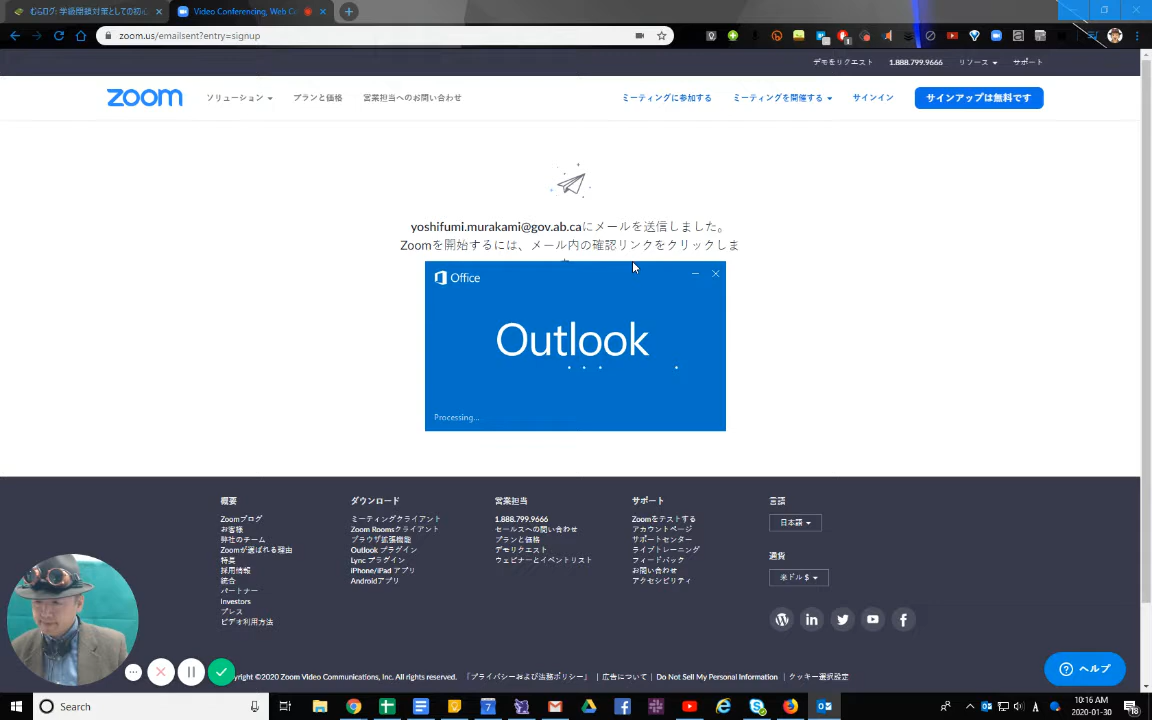 むらログ: 学級閉鎖対策としての初心
Video Conferencing, Web C
zoom.us/emailsent?entry=signup
デモをリクエスト 1.888.799.9666 リソース サポート
zoom ソリューション プランと価格 営業担当へのお問い合わせ ミーティングに参加する ミーティングを開催する サインイン サインアップは無料です
yoshifumi.murakami@gov.ab.caにメールを送信しました。
Zoomを開始するには、メール内の確認リンクをクリックしま
Office
Outlook
Processing...
概要
Zoomブログ
お客様
弊社のチーム
Zoomが選ばれる理由
特長
採用情報
統合
パートナー
Investors
プレス
ビデオ利用方法
ダウンロード
ミーティングクライアント
Zoom Roomsクライアント
ブラウザ拡張機能
Outlook プラグイン
Lync プラグイン
iPhone/iPad アプリ
Androidアプリ
営業担当
1.888.799.9666
セールスへの問い合わせ
プランと価格
デモリクエスト
ウェビナーとイベントリスト
サポート
Zoomをテストする
アカウントページ
サポートセンター
ライブトレーニング
フィードバック
お問い合わせ
アクセシビリティ
言語
日本語
通貨
米ドル $
yright ©2020 Zoom Video Communications, Inc. All rights reserved. 「プライバシーおよび法務ポリシー」 | 広告について | Do Not Sell My Personal Information | クッキー選択設定
ヘルプ
Search
10:16 AM
2020-01-30